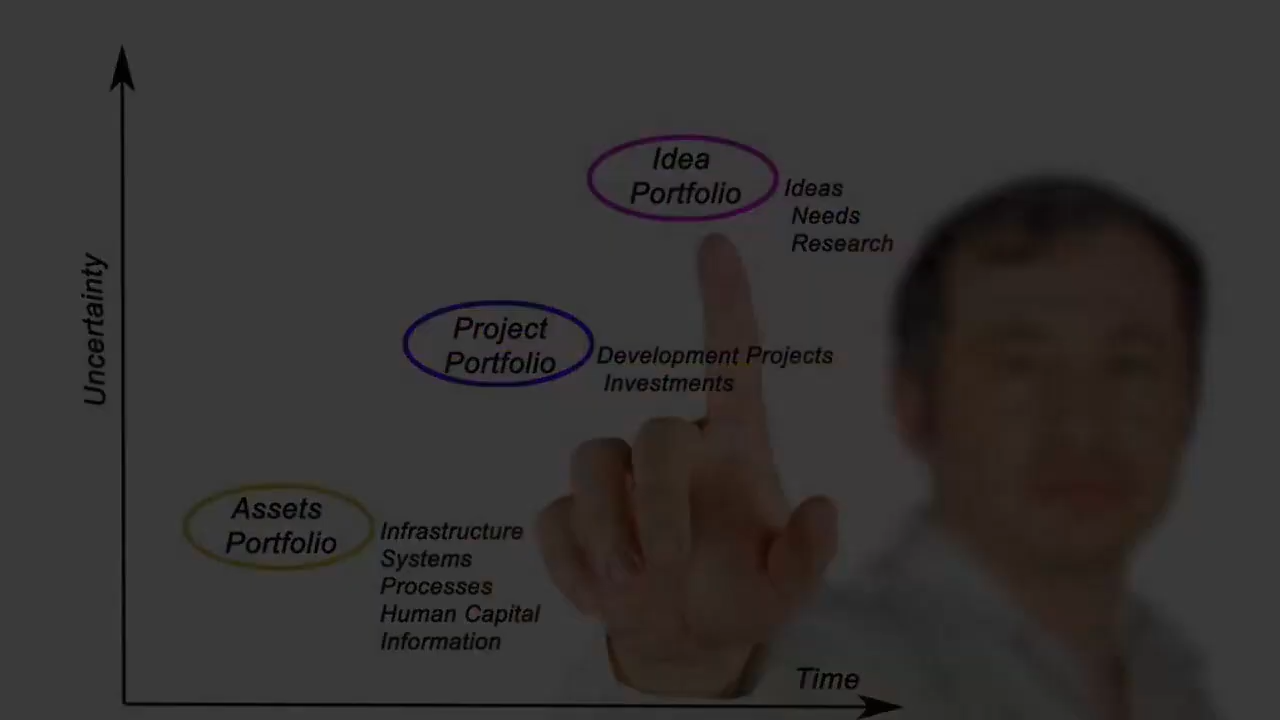 Idea
Portfolio
Ideas
Needs
Research
Uncertainty
Project
Portfolio
Development Projects
Investments
Assets
Portfolio
Infrastructure
Systems
Processes
Human Capital
Information
Time